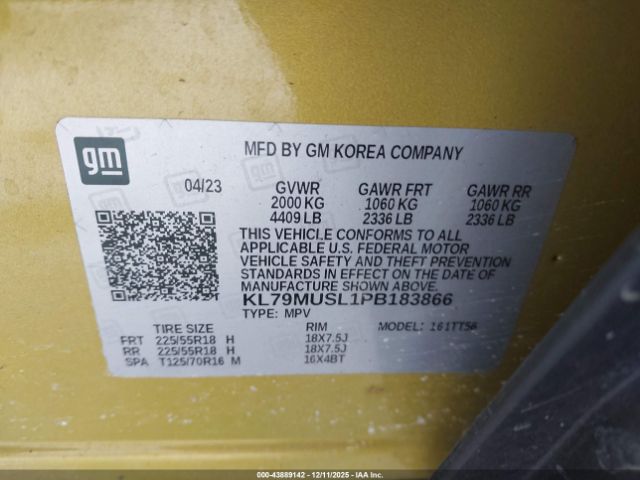 gm
MFD BY GM KOREA COMPANY
04/23 GVWR GAWR FRT GAWR RR
2000 KG 1060 KG 1060 KG
4409 LB 2336 LB 2336 LB
THIS VEHICLE CONFORMS TO ALL
APPLICABLE U.S. FEDERAL MOTOR
VEHICLE SAFETY AND THEFT PREVENTION
STANDARDS IN EFFECT ON THE DATE OF
MANUFACTURE SHOWN ABOVE.
KL79MUSL1PB183866
TYPE: MPV MODEL: 161TT56
TIRE SIZE RIM
FRT 225/55R18 H 18X7.5J
RR 225/55R18 H 18X7.5J
SPA T125/70R16 M 16X4BT
000-43889142 - 12/11/2025 - IAA Inc.